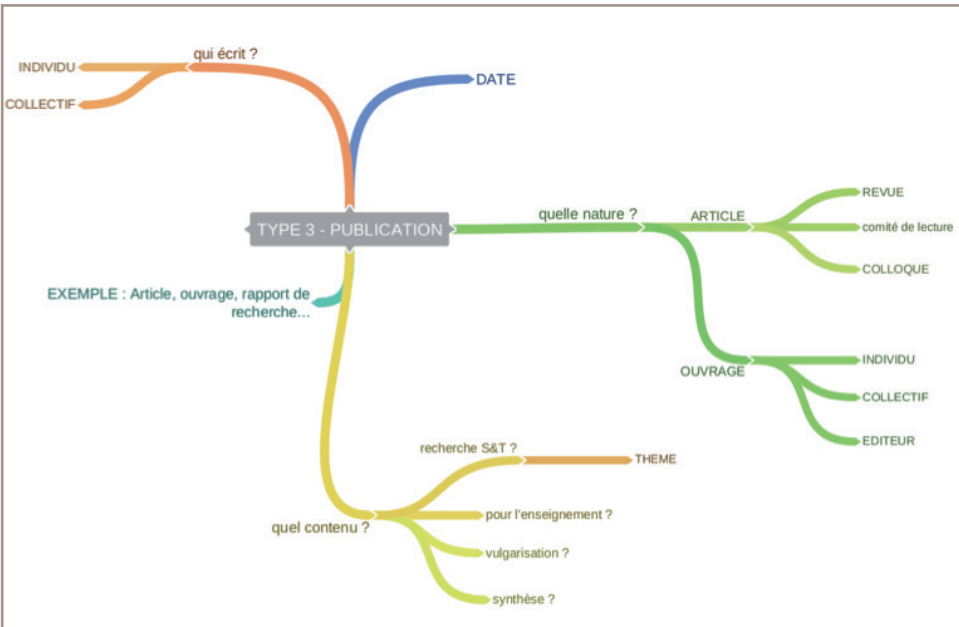 qui écrit ?
INDIVIDU
COLLECTIF
DATE
TYPE 3 - PUBLICATION
quelle nature ?
ARTICLE
REVUE
comité de lecture
COLLOQUE
OUVRAGE
INDIVIDU
COLLECTIF
EDITEUR
EXEMPLE : Article, ouvrage, rapport de
recherche...
quel contenu ?
recherche S&T ?
THEME
pour l'enseignement ?
vulgarisation ?
synthèse ?